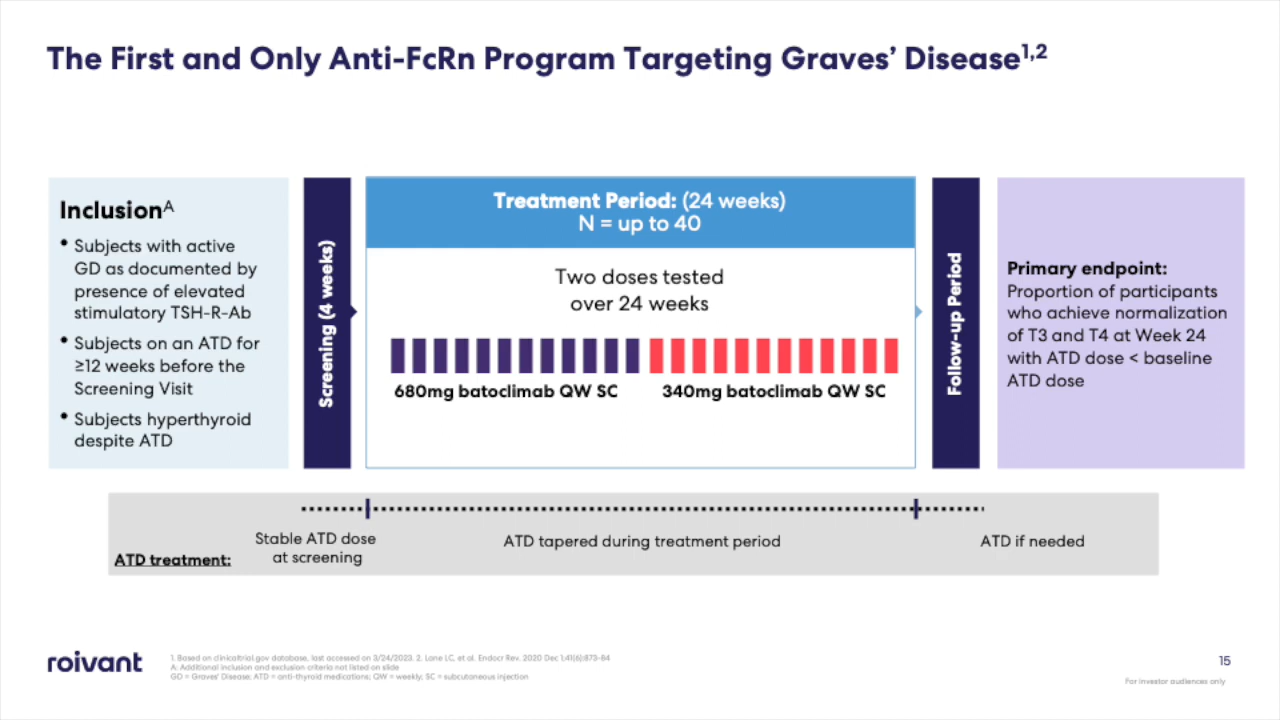 The First and Only Anti-FcRn Program Targeting Graves’ Disease1,2
InclusionA
• Subjects with active
GD as documented by
presence of elevated
stimulatory TSH-R-Ab
• Subjects on an ATD for
≥12 weeks before the
Screening Visit
• Subjects hyperthyroid
despite ATD
Screening (4 weeks)
Treatment Period: (24 weeks)
N = up to 40
Two doses tested
over 24 weeks
680mg batoclimab QW SC
340mg batoclimab QW SC
Follow-up Period
Primary endpoint:
Proportion of participants
who achieve normalization
of T3 and T4 at Week 24
with ATD dose < baseline
ATD dose
ATD treatment:
Stable ATD dose
at screening
ATD tapered during treatment period
ATD if needed
roivant
1. Based on clinicaltrial.gov database, last accessed on 3/24/2023. 2. Lane LC, et al. Endocr Rev. 2020 Dec 1;41(6):873-84
A: Additional inclusion and exclusion criteria not listed on slide
GD = Graves' Disease; ATD = anti-thyroid medications; QW = weekly; SC = subcutaneous injection
15
For investor audiences only